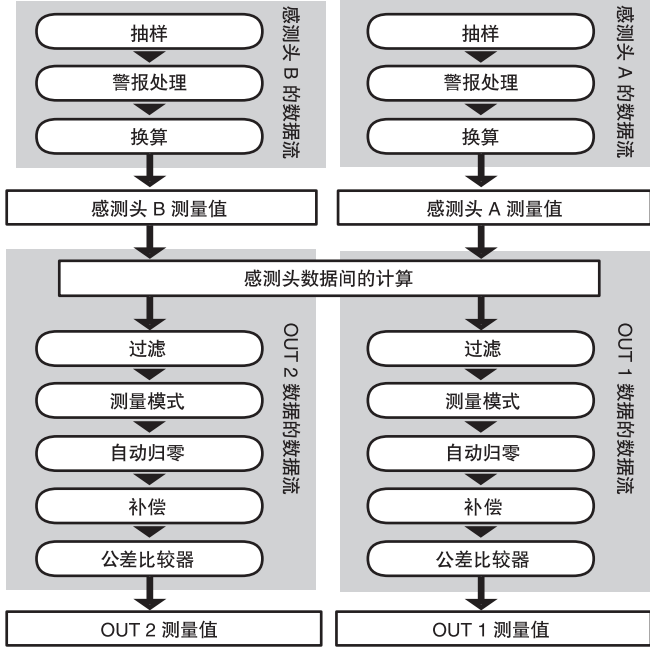 抽样
警报处理
换算
感测头 B 的数据流
感测头 B 测量值
抽样
警报处理
换算
感测头 A 的数据流
感测头 A 测量值
感测头数据间的计算
过滤
测量模式
自动归零
补偿
公差比较器
OUT 2 数据的数据流
OUT 2 测量值
过滤
测量模式
自动归零
补偿
公差比较器
OUT 1 数据的数据流
OUT 1 测量值